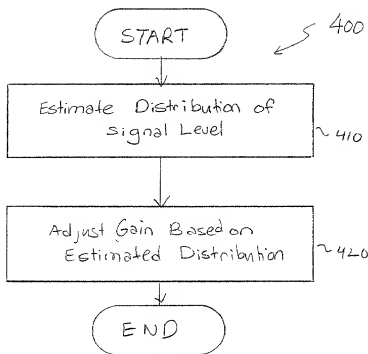 START
400
Estimate Distribution of
signal Level
410
Adjust Gain Based on
Estimated Distribution
420
END